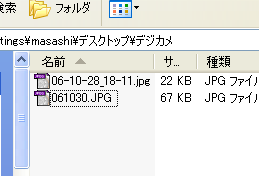 検索 フォルダ
ttings¥masashi¥デスクトップ¥デジカメ
名前 サ... 種類
06-10-28_18-11.jpg 22 KB JPG ファイル
061030.JPG 67 KB JPG ファイル